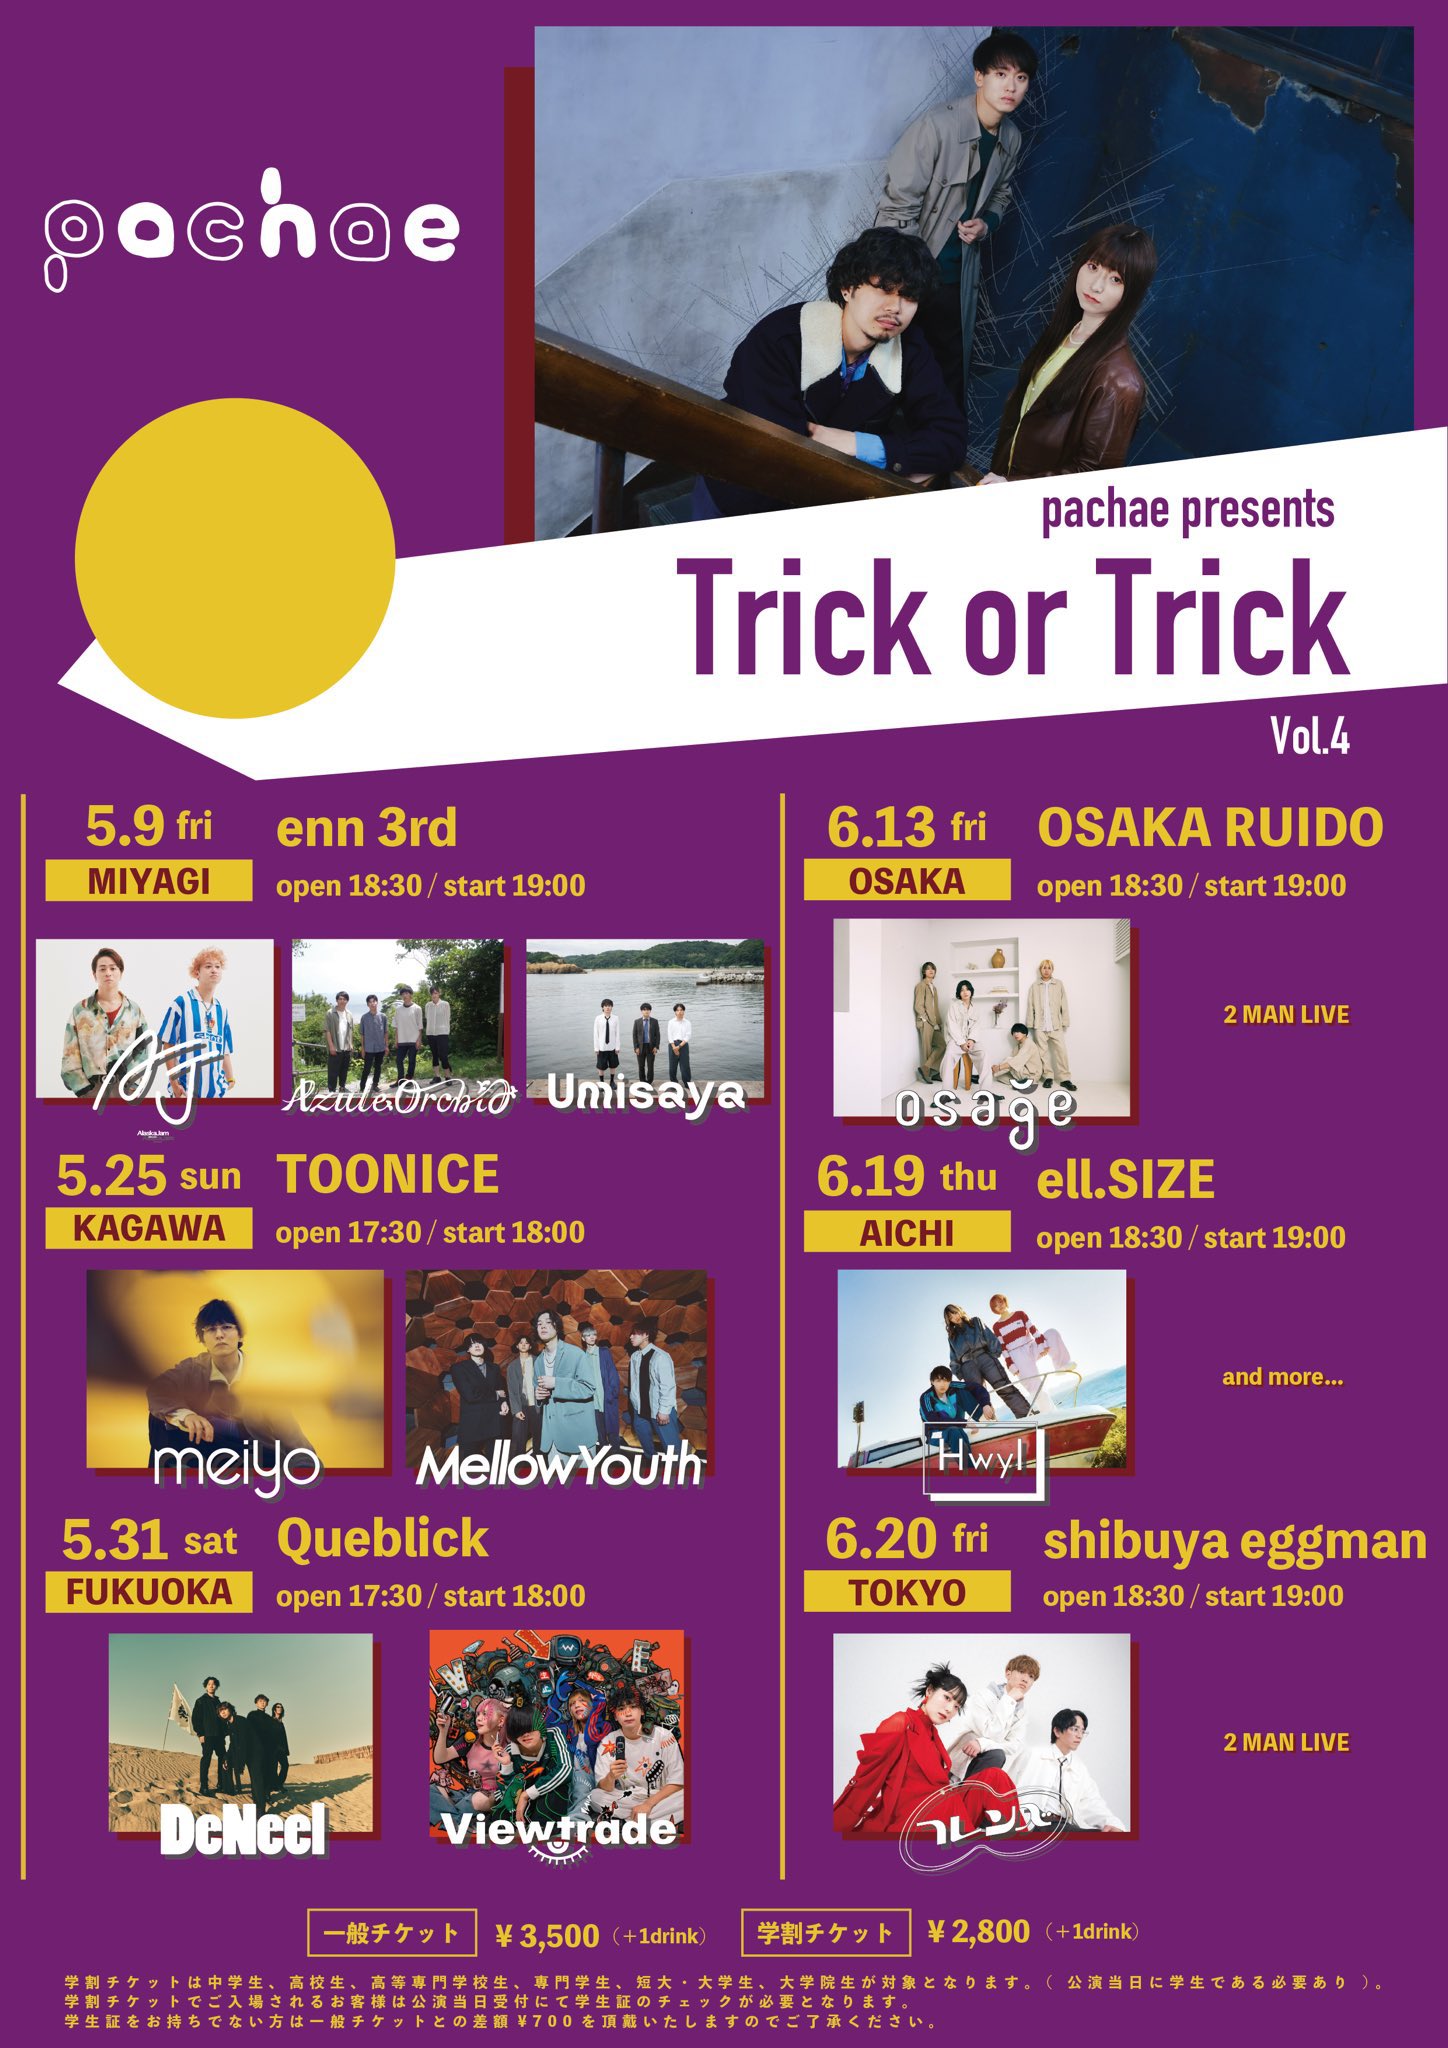 pachae
pachae presents
Trick or Trick
Vol.4
5.9 fri
enn 3rd
MIYAGI
open 18:30 / start 19:00
AJ
AlaskaJam
Azule&Orchid
Umisaya
5.25 sun
TOONICE
KAGAWA
open 17:30 / start 18:00
meiyo
Mellow Youth
5.31 sat
Queblick
FUKUOKA
open 17:30 / start 18:00
DeNeel
Viewtrade
6.13 fri
OSAKA RUIDO
OSAKA
open 18:30 / start 19:00
osage
2 MAN LIVE
6.19 thu
ell.SIZE
AICHI
open 18:30 / start 19:00
Hwyl
and more...
6.20 fri
shibuya eggman
TOKYO
open 18:30 / start 19:00
フレンズ
2 MAN LIVE
一般チケット ¥3,500（+1drink） 学割チケット ¥2,800（+1drink）
学割チケットは中学生、高校生、高等専門学校生、専門学生、短大・大学生、大学院生が対象となります。（ 公演当日に学生である必要あり ）。
学割チケットでご入場されるお客様は公演当日受付にて学生証のチェックが必要となります。
学生証をお持ちでない方は一般チケットとの差額¥700を頂戴いたしますのでご了承ください。